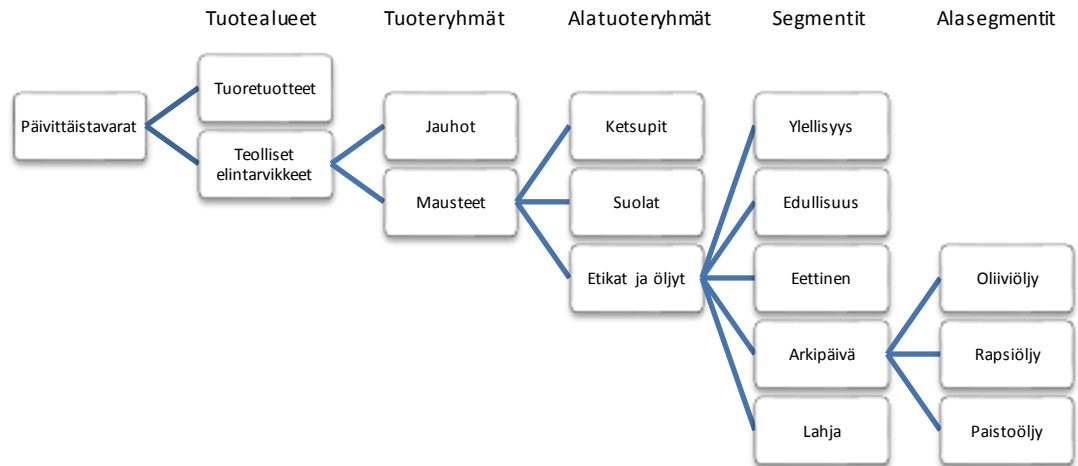 Tuotealueet
Tuoteryhmät
Alatuoteryhmät
Segmentit
Alasegmentit
Päivittäistavarat
Tuoretuotteet
Teolliset
elintarvikkeet
Jauhot
Mausteet
Ketsupit
Suolat
Etikat ja öljyt
Ylellisyys
Edullisuus
Eettinen
Arkipäivä
Lahja
Oliiviöljy
Rapsiöljy
Paistoöljy